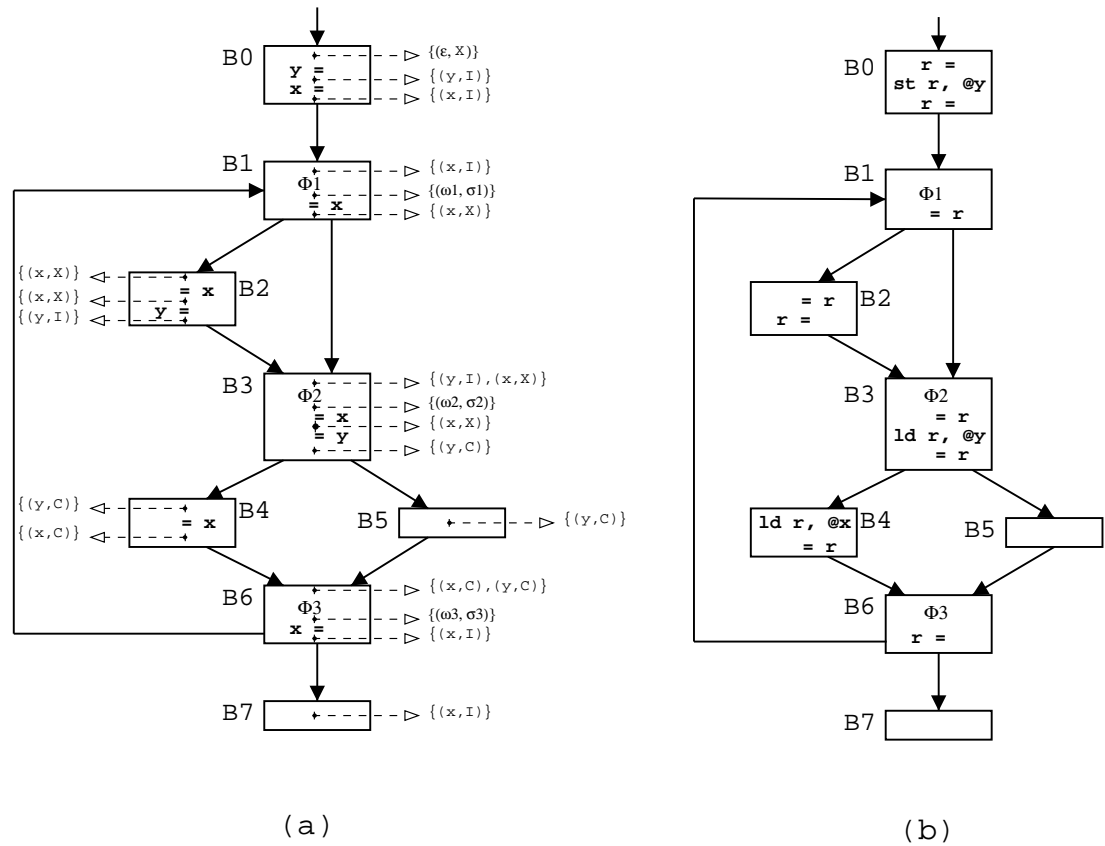 B0
y =
x =
{(ε, X)}
{(y,I)}
{(x,I)}
B1
Φ1
= x
{(x,I)}
{(ω1, σ1)}
{(x,X)}
B2
= x
y =
{(x,X)}
{(x,X)}
{(y,I)}
B3
Φ2
= x
= y
{(y,I),(x,X)}
{(ω2, σ2)}
{(x,X)}
{(y,C)}
B4
= x
{(y,C)}
{(x,C)}
B5
{(y,C)}
B6
Φ3
x =
{(x,C),(y,C)}
{(ω3, σ3)}
{(x,I)}
B7
{(x,I)}
(a)
B0
r =
st r, @y
r =
B1
Φ1
= r
B2
= r
r =
B3
Φ2
= r
ld r, @y
= r
B4
ld r, @x
= r
B5
B6
Φ3
r =
B7
(b)